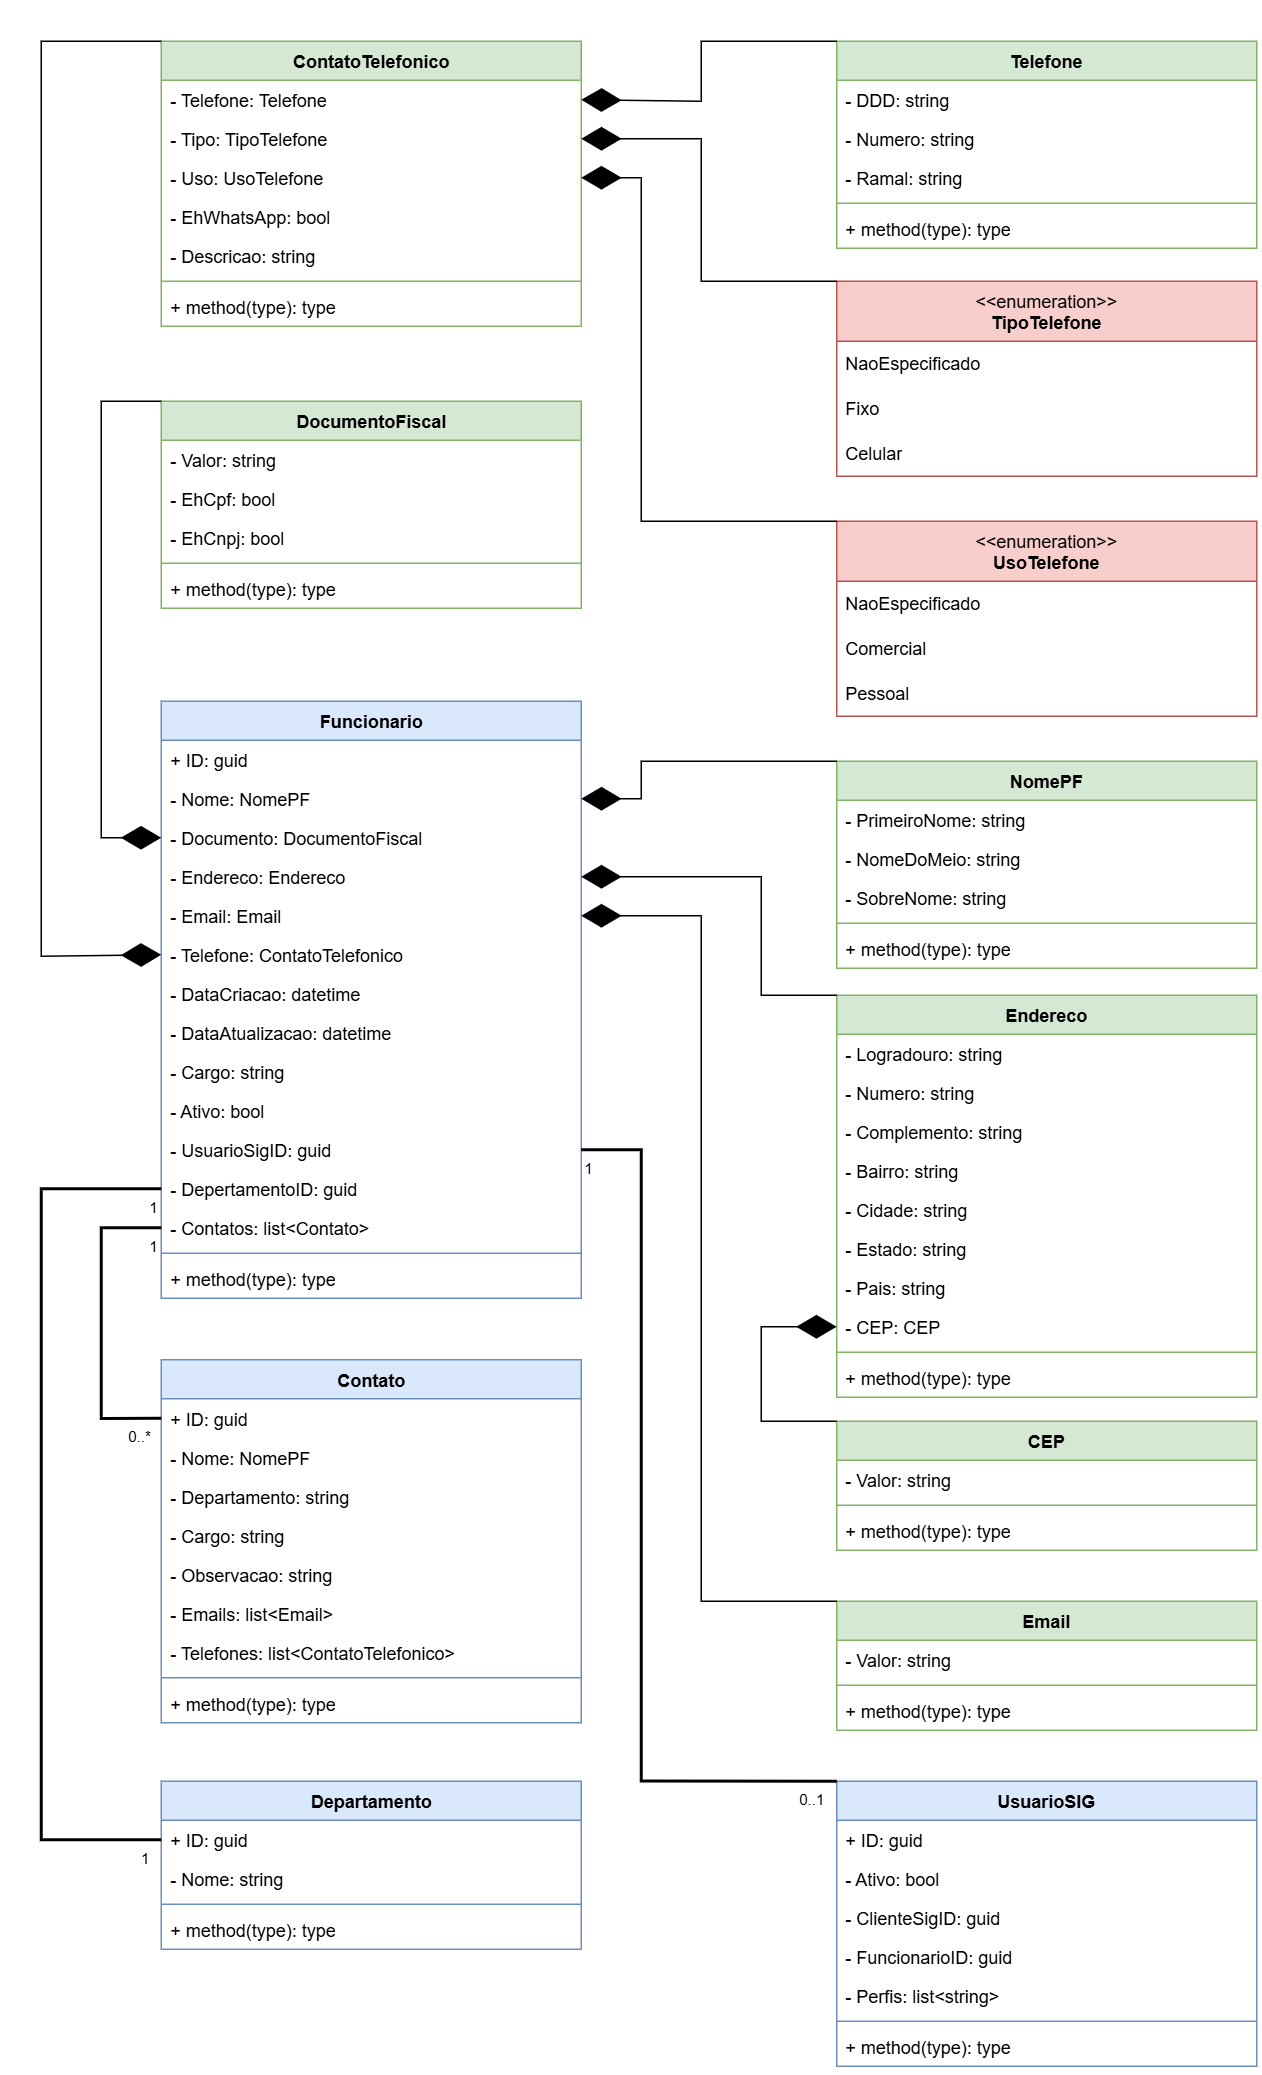 ContatoTelefonico
- Telefone: Telefone
- Tipo: TipoTelefone
- Uso: UsoTelefone
- EhWhatsApp: bool
- Descricao: string
+ method(type): type
Telefone
- DDD: string
- Numero: string
- Ramal: string
+ method(type): type
<<enumeration>>
TipoTelefone
NaoEspecificado
Fixo
Celular
DocumentoFiscal
- Valor: string
- EhCpf: bool
- EhCnpj: bool
+ method(type): type
<<enumeration>>
UsoTelefone
NaoEspecificado
Comercial
Pessoal
Funcionario
+ ID: guid
- Nome: NomePF
- Documento: DocumentoFiscal
- Endereco: Endereco
- Email: Email
- Telefone: ContatoTelefonico
- DataCriacao: datetime
- DataAtualizacao: datetime
- Cargo: string
- Ativo: bool
- UsuarioSigID: guid
- DepertamentoID: guid
- Contatos: list<Contato>
+ method(type): type
1
1
1
NomePF
- PrimeiroNome: string
- NomeDoMeio: string
- SobreNome: string
+ method(type): type
Endereco
- Logradouro: string
- Numero: string
- Complemento: string
- Bairro: string
- Cidade: string
- Estado: string
- Pais: string
- CEP: CEP
+ method(type): type
Contato
+ ID: guid
0..*
- Nome: NomePF
- Departamento: string
- Cargo: string
- Observacao: string
- Emails: list<Email>
- Telefones: list<ContatoTelefonico>
+ method(type): type
CEP
- Valor: string
+ method(type): type
Email
- Valor: string
+ method(type): type
Departamento
+ ID: guid
1
- Nome: string
+ method(type): type
0..1
UsuarioSIG
+ ID: guid
- Ativo: bool
- ClienteSigID: guid
- FuncionarioID: guid
- Perfis: list<string>
+ method(type): type